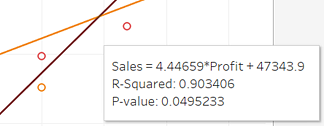 Sales = 4.44659*Profit + 47343.9
R-Squared: 0.903406
P-value: 0.0495233